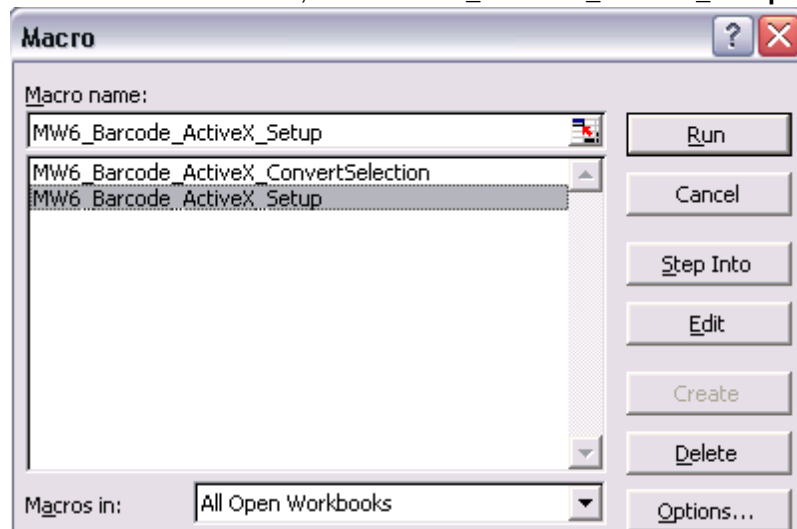 Macro
Macro name:
MW6_Barcode_ActiveX_Setup
Run
MW6_Barcode_ActiveX_ConvertSelection
MW6_Barcode_ActiveX_Setup
Cancel
Step Into
Edit
Create
Delete
Macros in:
All Open Workbooks
Options...